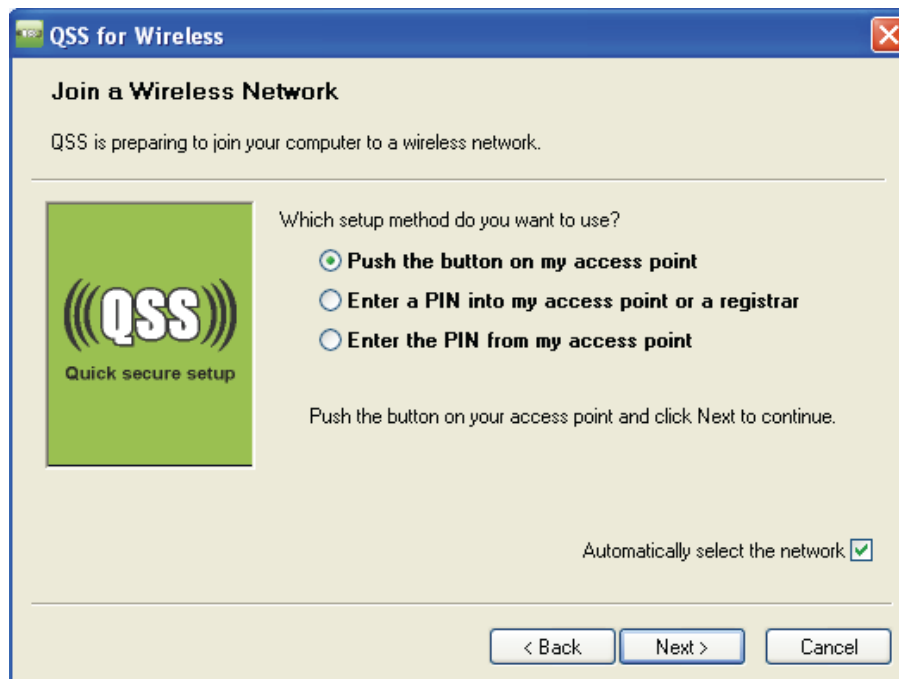 QSS for Wireless
Join a Wireless Network
QSS is preparing to join your computer to a wireless network.
Which setup method do you want to use?
Push the button on my access point
Enter a PIN into my access point or a registrar
Enter the PIN from my access point
QSS
Quick secure setup
Push the button on your access point and click Next to continue.
Automatically select the network
< Back
Next >
Cancel